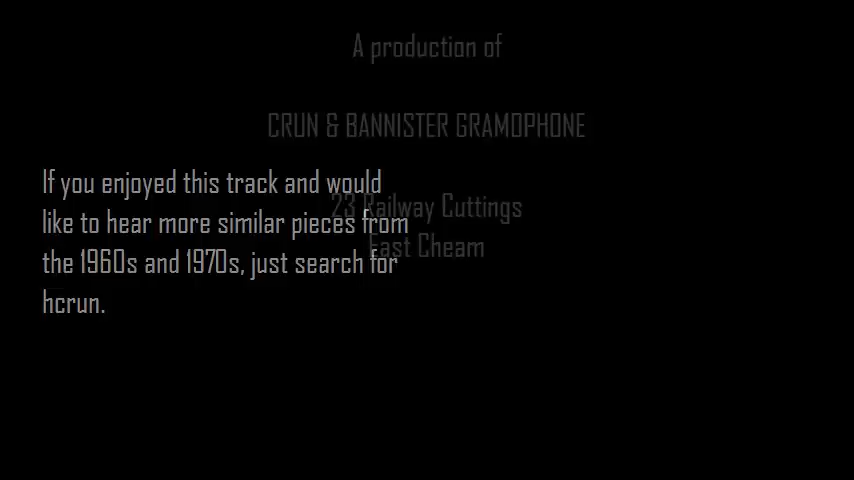 A production of
CRUN & BANNISTER GRAMOPHONE
If you enjoyed this track and would
like to hear more similar pieces from
the 1960s and 1970s, just search for
hcrun.
23 Railway Cuttings
East Cheam